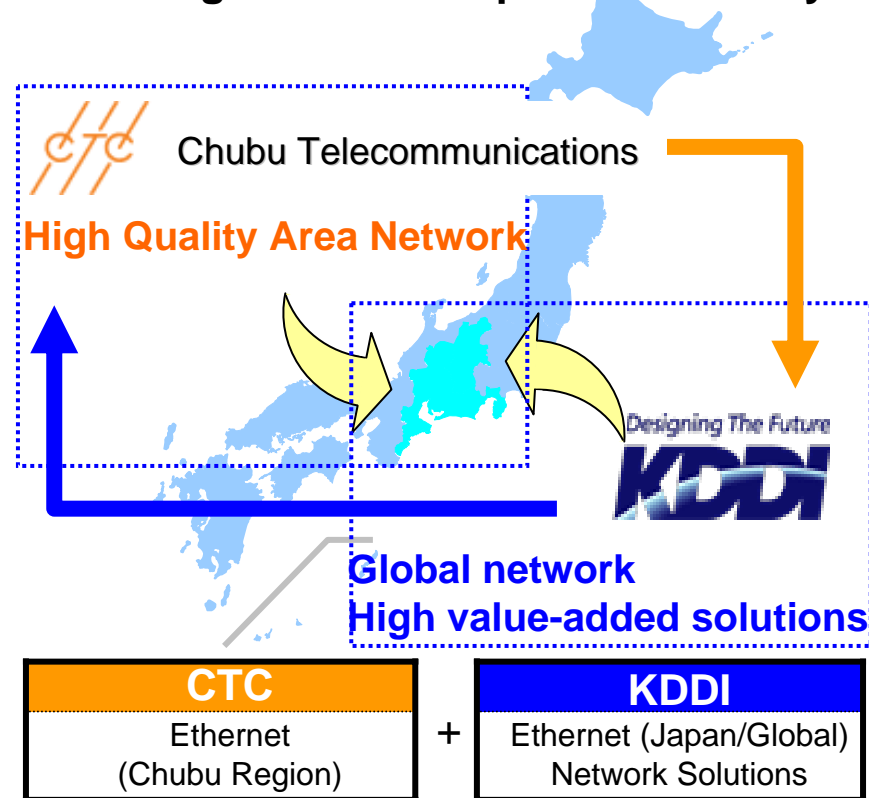 CTC
Chubu Telecommunications
High Quality Area Network
Designing The Future
KDDI
Global network
High value-added solutions
CTC
Ethernet
(Chubu Region)
+
KDDI
Ethernet (Japan/Global)
Network Solutions